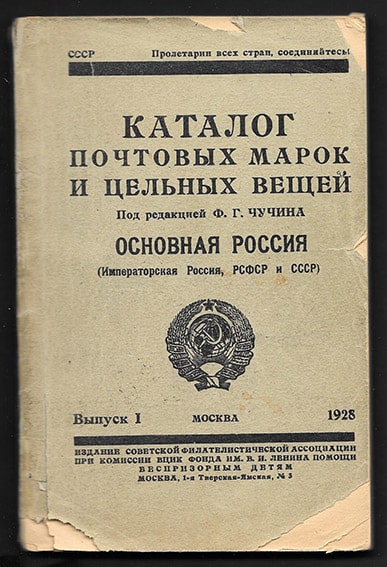 СССР Пролетарии всех стран, соединяйтесь!
КАТАЛОГ
ПОЧТОВЫХ МАРОК
И ЦЕЛЬНЫХ ВЕЩЕЙ
Под редакцией Ф. Г. ЧУЧИНА
ОСНОВНАЯ РОССИЯ
(Императорская Россия, РСФСР и СССР)
Выпуск I МОСКВА 1928
ИЗДАНИЕ СОВЕТСКОЙ ФИЛАТЕЛИСТИЧЕСКОЙ АССОЦИАЦИИ
ПРИ КОМИССИИ ВЦИК ФОНДА ИМ. В. И. ЛЕНИНА ПОМОЩИ
БЕСПРИЗОРНЫМ ДЕТЯМ
МОСКВА, 1-я Тверская-Ямская, № 3